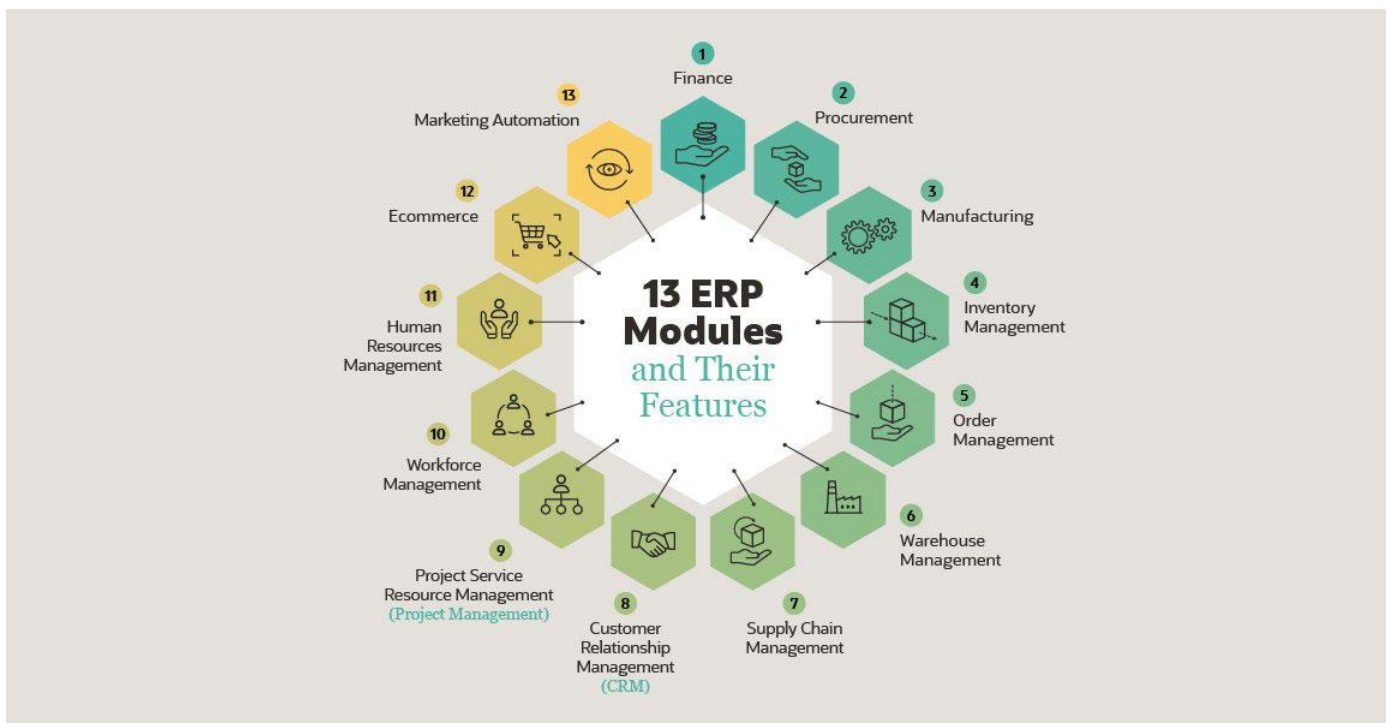 13 ERP
Modules
and Their
Features
1
Finance
2
Procurement
3
Manufacturing
4
Inventory
Management
5
Order
Management
6
Warehouse
Management
7
Supply Chain
Management
8
Customer
Relationship
Management
(CRM)
9
Project Service
Resource Management
(Project Management)
10
Workforce
Management
11
Human
Resources
Management
12
Ecommerce
13
Marketing Automation